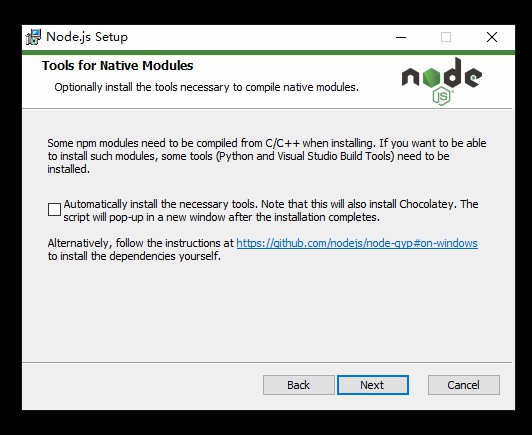 Node.js Setup
Tools for Native Modules
Optionally install the tools necessary to compile native modules.
node
JS
Some npm modules need to be compiled from C/C++ when installing. If you want to be able
to install such modules, some tools (Python and Visual Studio Build Tools) need to be
installed.
Automatically install the necessary tools. Note that this will also install Chocolatey. The
script will pop-up in a new window after the installation completes.
Alternatively, follow the instructions at https://github.com/nodejs/node-gyp#on-windows
to install the dependencies yourself.
Back Next Cancel